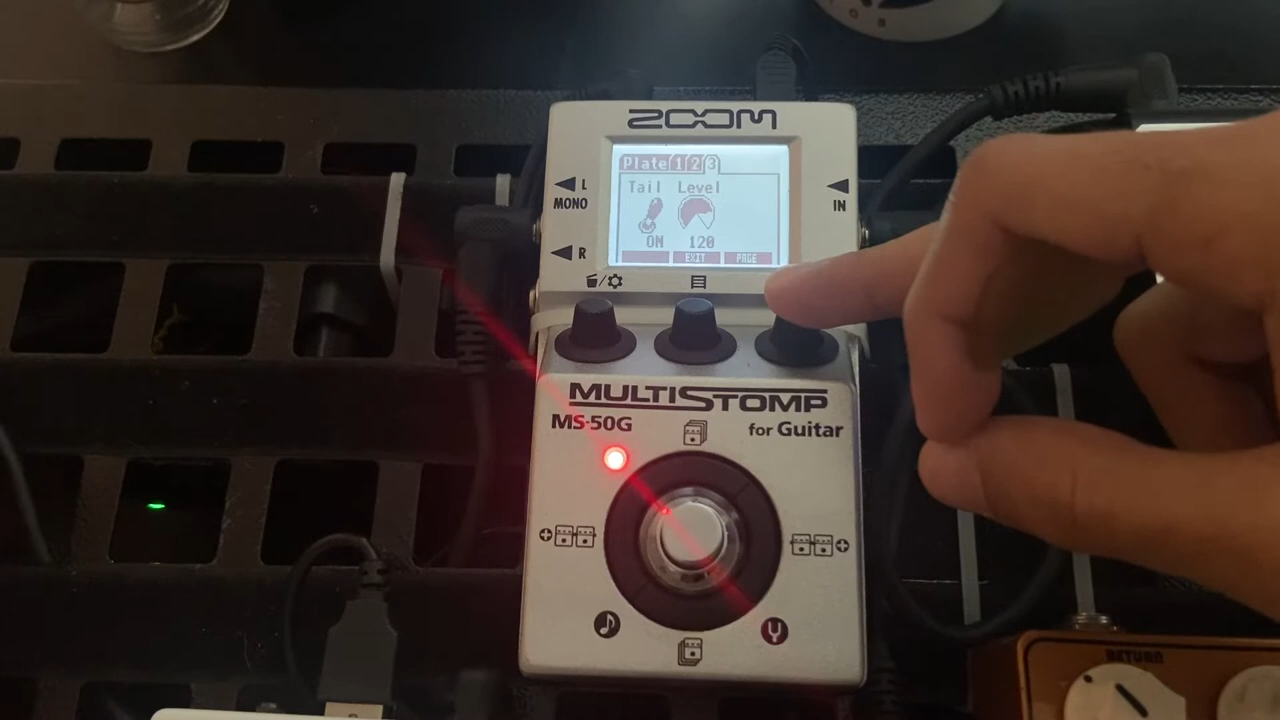 ZOOM
Plate 1 2 3
Tail Level
ON 120
EXIT PAGE
L
MONO
R
IN
MULTISTOMP
MS-50G
for Guitar
RETURN